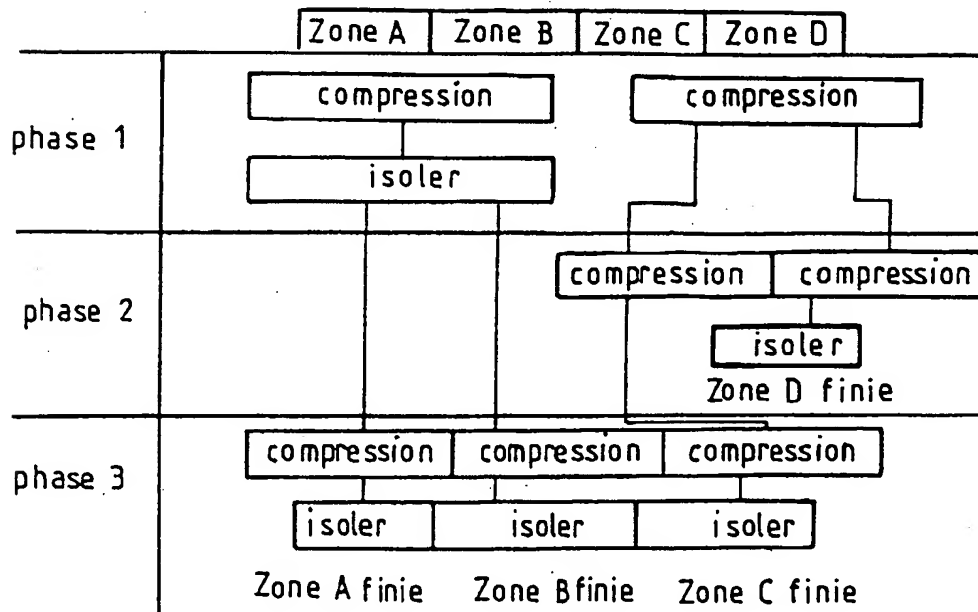 Zone A Zone B Zone C Zone D
compression compression
phase 1
isoler
compression compression
phase 2
isoler
Zone D finie
compression compression compression
phase 3
isoler isoler isoler
Zone A finie Zone B finie Zone C finie